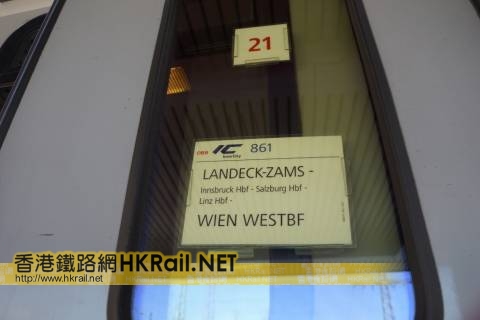 21
ÖBB IC InterCity 861
LANDECK-ZAMS -
Innsbruck Hbf - Salzburg Hbf -
Linz Hbf -
WIEN WESTBF
香港鐵路網HKRail.NET
http://www.hkrail.net